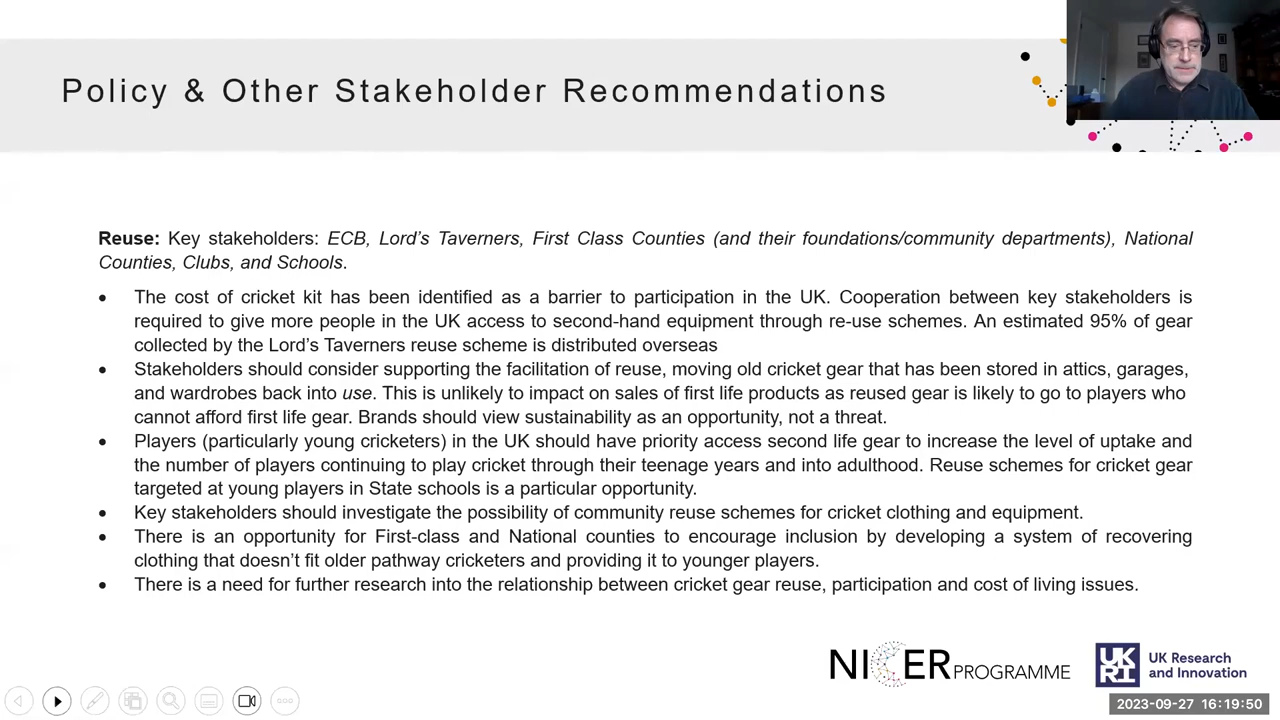 Policy & Other Stakeholder Recommendations
Reuse: Key stakeholders: ECB, Lord’s Taverners, First Class Counties (and their foundations/community departments), National
Counties, Clubs, and Schools.
• The cost of cricket kit has been identified as a barrier to participation in the UK. Cooperation between key stakeholders is
required to give more people in the UK access to second-hand equipment through re-use schemes. An estimated 95% of gear
collected by the Lord’s Taverners reuse scheme is distributed overseas
• Stakeholders should consider supporting the facilitation of reuse, moving old cricket gear that has been stored in attics, garages,
and wardrobes back into use. This is unlikely to impact on sales of first life products as reused gear is likely to go to players who
cannot afford first life gear. Brands should view sustainability as an opportunity, not a threat.
• Players (particularly young cricketers) in the UK should have priority access second life gear to increase the level of uptake and
the number of players continuing to play cricket through their teenage years and into adulthood. Reuse schemes for cricket gear
targeted at young players in State schools is a particular opportunity.
• Key stakeholders should investigate the possibility of community reuse schemes for cricket clothing and equipment.
• There is an opportunity for First-class and National counties to encourage inclusion by developing a system of recovering
clothing that doesn’t fit older pathway cricketers and providing it to younger players.
• There is a need for further research into the relationship between cricket gear reuse, participation and cost of living issues.
NICER PROGRAMME
UKRI
UK Research
and Innovation
2023-09-27 16:19:50